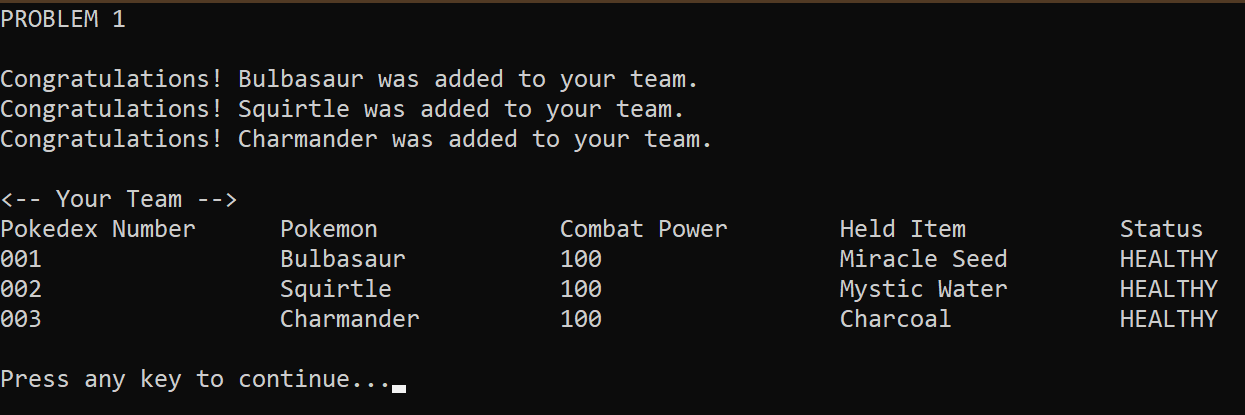 PROBLEM 1
Congratulations! Bulbasaur was added to your team.
Congratulations! Squirtle was added to your team.
Congratulations! Charmander was added to your team.
<-- Your Team -->
Pokedex Number      Pokemon             Combat Power        Held Item           Status
001                 Bulbasaur           100                 Miracle Seed        HEALTHY
002                 Squirtle            100                 Mystic Water        HEALTHY
003                 Charmander          100                 Charcoal            HEALTHY
Press any key to continue...